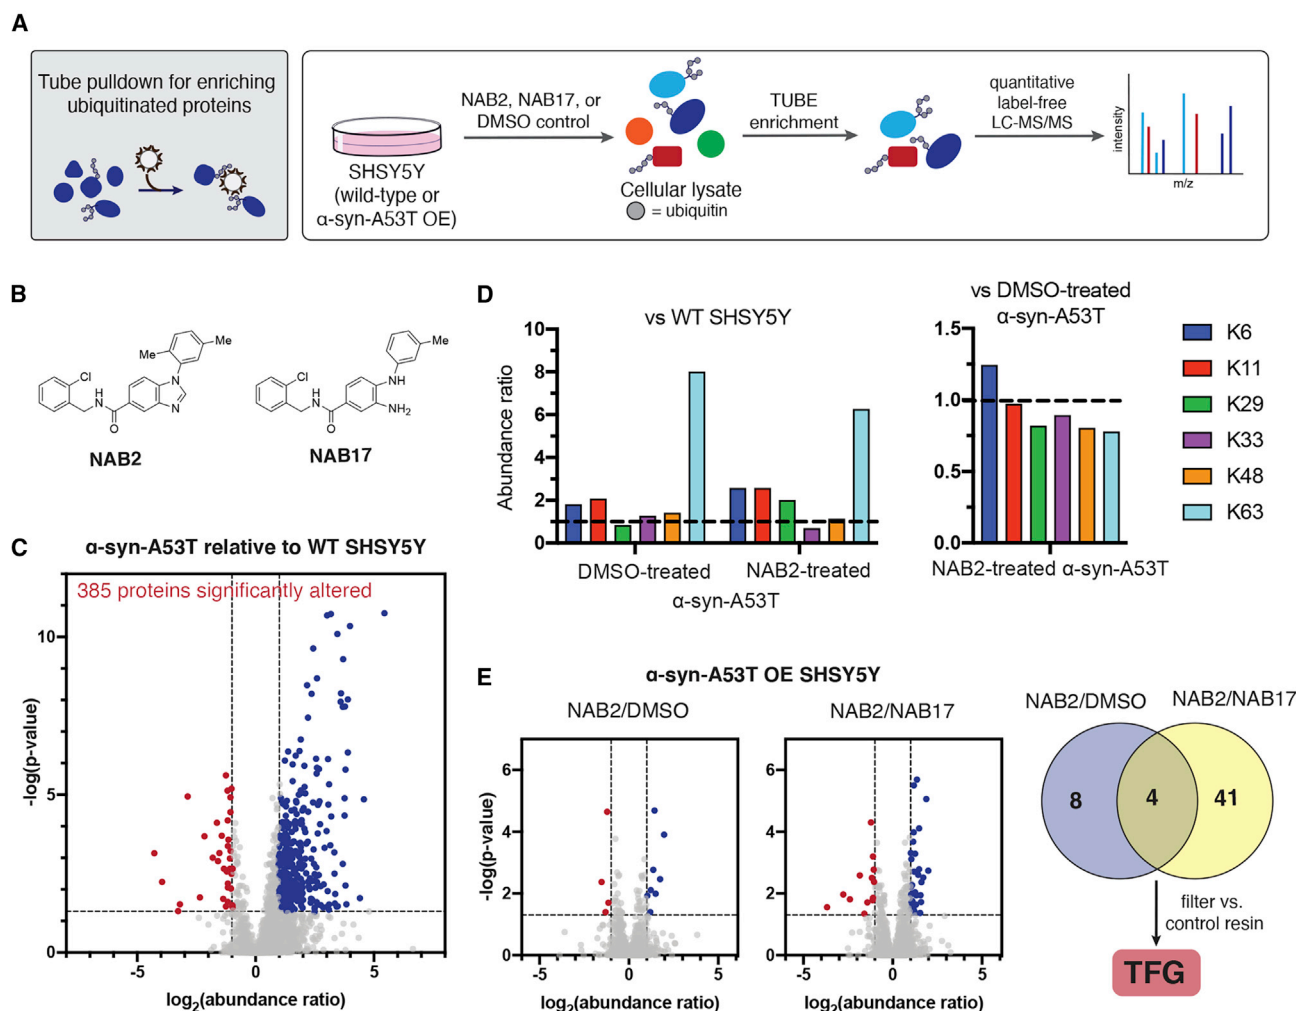 A
Tube pulldown for enriching
ubiquitinated proteins
NAB2, NAB17, or
DMSO control
SHSY5Y
(wild-type or
α-syn-A53T OE)
Cellular lysate
= ubiquitin
TUBE
enrichment
quantitative
label-free
LC-MS/MS
intensity
m/z
B
Me
Me
Cl
H
N
O
N
N
NAB2
Me
Cl
H
N
O
NH
NH2
NAB17
C
α-syn-A53T relative to WT SHSY5Y
385 proteins significantly altered
-log(p-value)
10
5
0
-5
0
5
log2(abundance ratio)
D
vs WT SHSY5Y
Abundance ratio
10
8
6
4
2
0
DMSO-treated
NAB2-treated
α-syn-A53T
vs DMSO-treated
α-syn-A53T
1.5
1.0
0.5
0.0
NAB2-treated α-syn-A53T
K6
K11
K29
K33
K48
K63
E
α-syn-A53T OE SHSY5Y
NAB2/DMSO
-log(p-value)
6
4
2
0
-5
0
5
log2(abundance ratio)
NAB2/NAB17
6
4
2
0
-5
0
5
log2(abundance ratio)
NAB2/DMSO
NAB2/NAB17
8
4
41
filter vs.
control resin
TFG